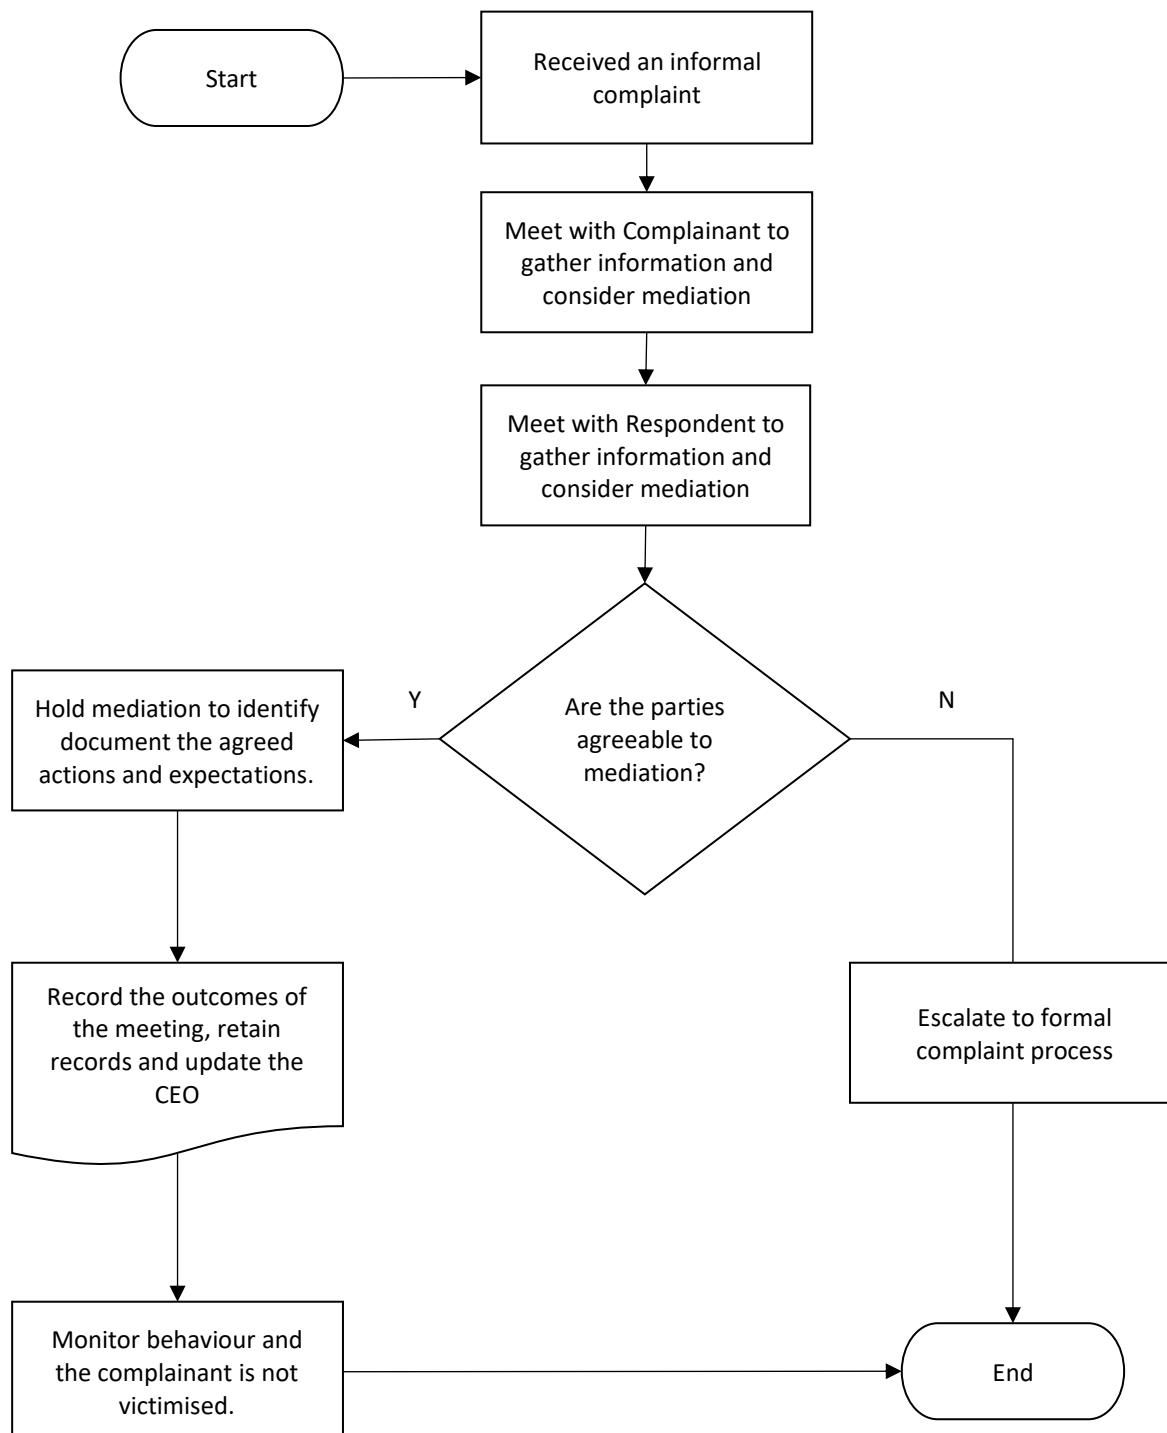 Start
Received an informal
complaint
Meet with Complainant to
gather information and
consider mediation
Meet with Respondent to
gather information and
consider mediation
Are the parties
agreeable to
mediation?
Y
N
Hold mediation to identify
document the agreed
actions and expectations.
Record the outcomes of
the meeting, retain
records and update the
CEO
Escalate to formal
complaint process
Monitor behaviour and
the complainant is not
victimised.
End